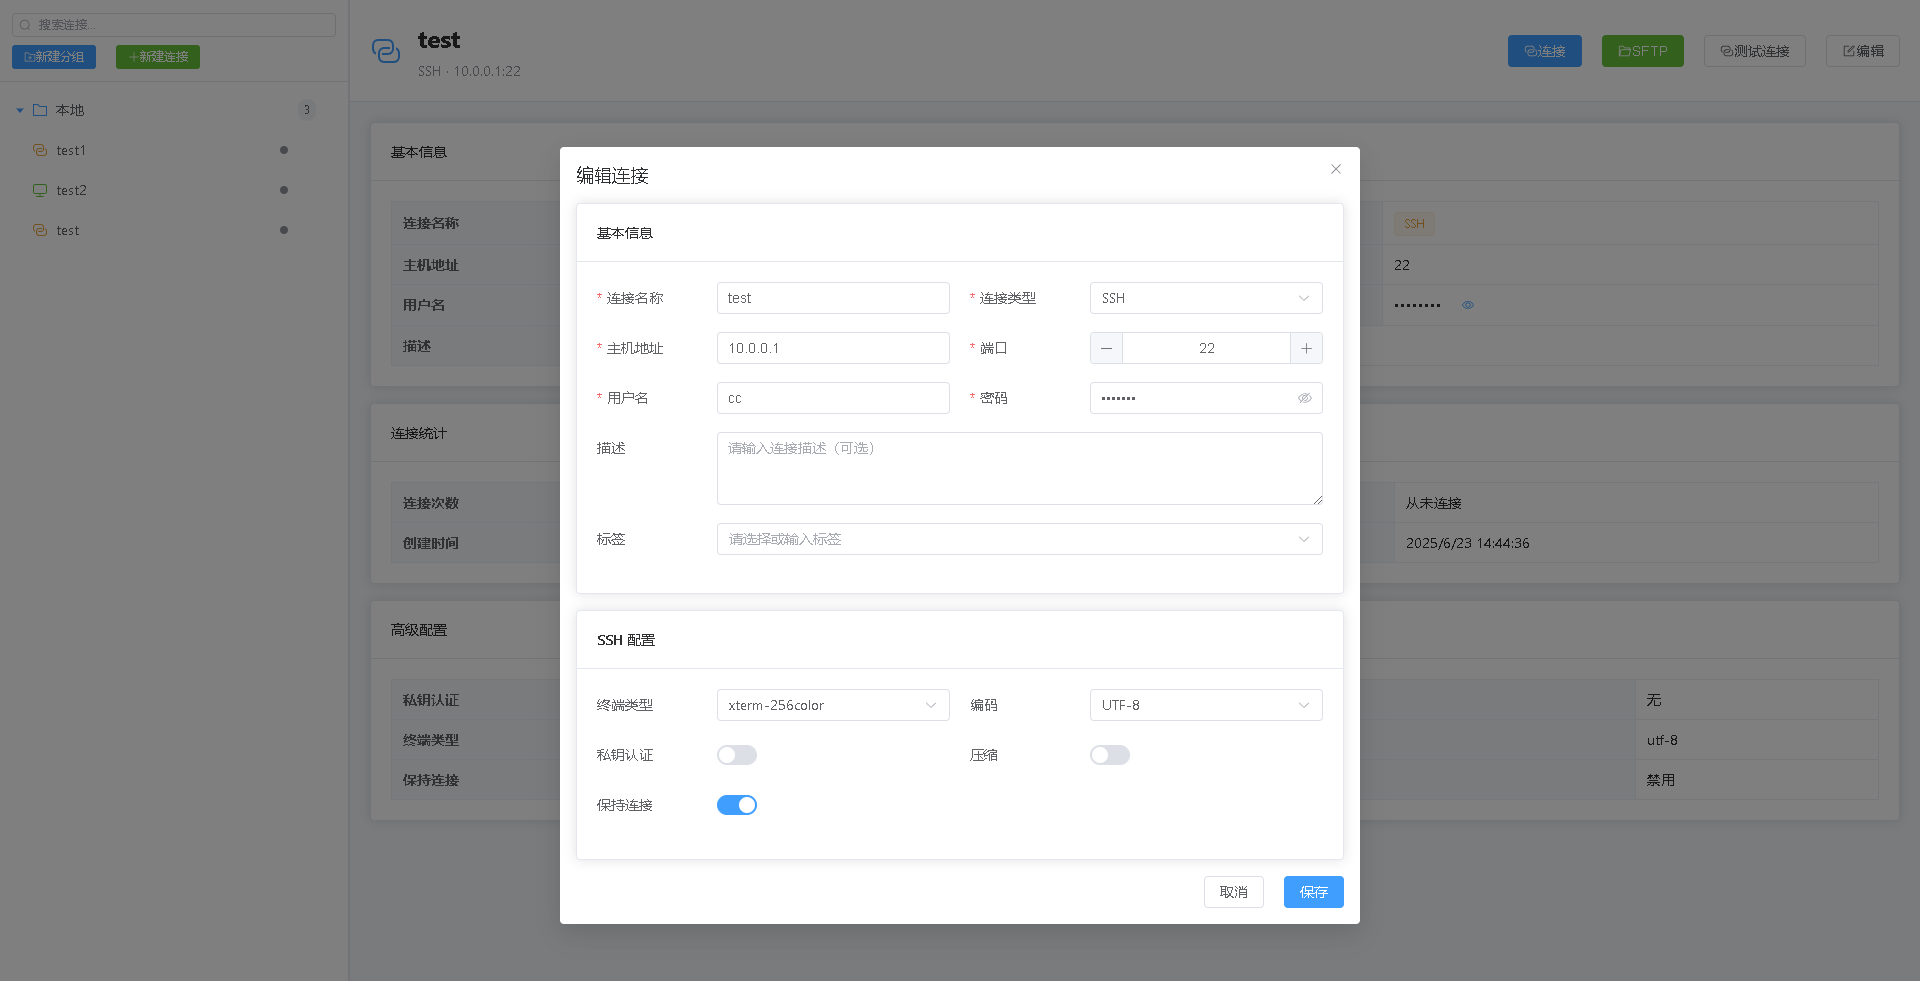 搜索连接...
新建分组
新建连接
本地
3
test1
test2
test
test
SSH · 10.0.0.1:22
连接
SFTP
测试连接
编辑
基本信息
连接名称
SSH
主机地址
22
用户名
••••••••
描述
连接统计
连接次数
从未连接
创建时间
2025/6/23 14:44:36
高级配置
私钥认证
无
终端类型
utf-8
保持连接
禁用
编辑连接
基本信息
* 连接名称
test
* 连接类型
SSH
* 主机地址
10.0.0.1
* 端口
22
* 用户名
cc
* 密码
•••••••
描述
请输入连接描述（可选）
标签
请选择或输入标签
SSH 配置
终端类型
xterm-256color
编码
UTF-8
私钥认证
压缩
保持连接
取消
保存